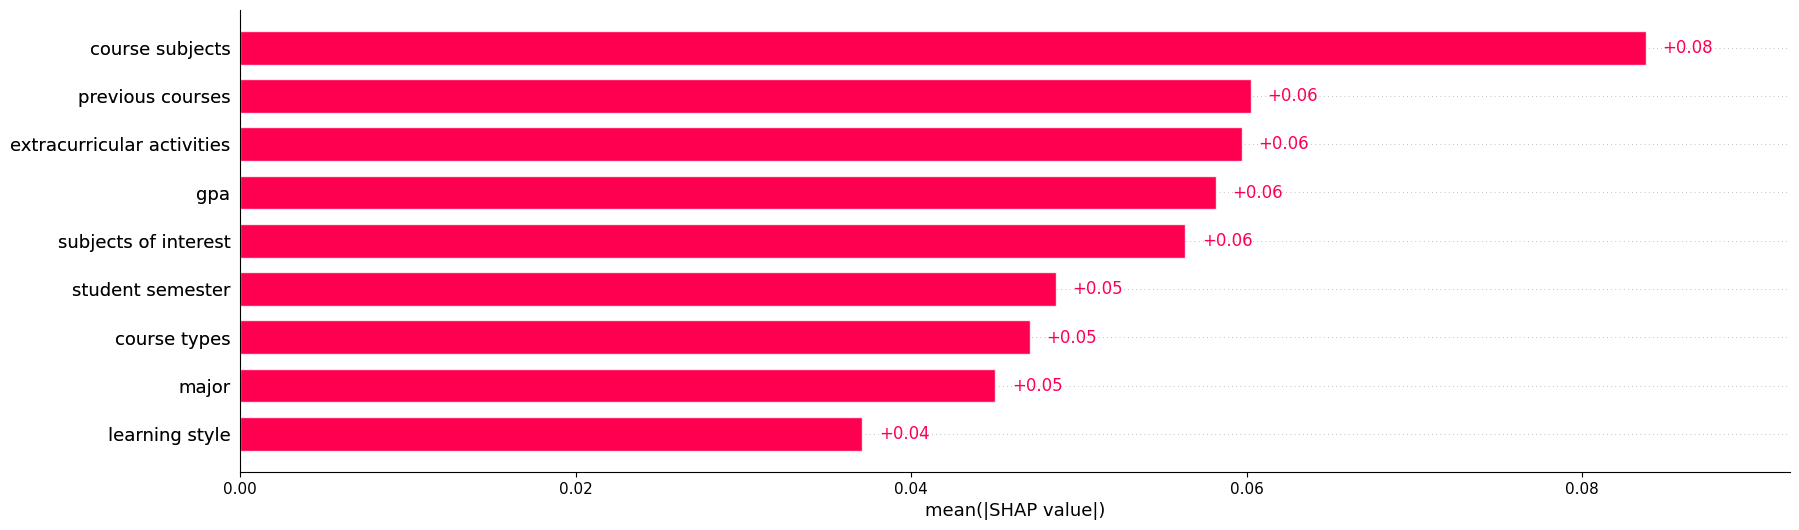 course subjects +0.08
previous courses +0.06
extracurricular activities +0.06
gpa +0.06
subjects of interest +0.06
student semester +0.05
course types +0.05
major +0.05
learning style +0.04
0.00 0.02 0.04 0.06 0.08
mean(|SHAP value|)